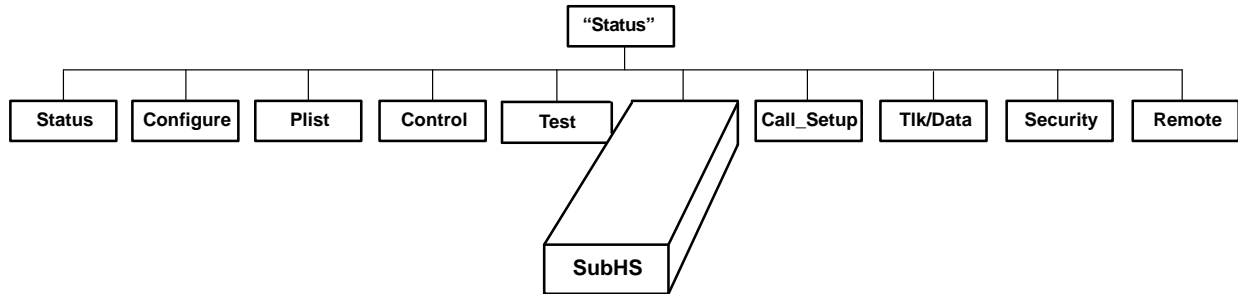 “Status”
Status
Configure
Plist
Control
Test
Call_Setup
Tlk/Data
Security
Remote
SubHS